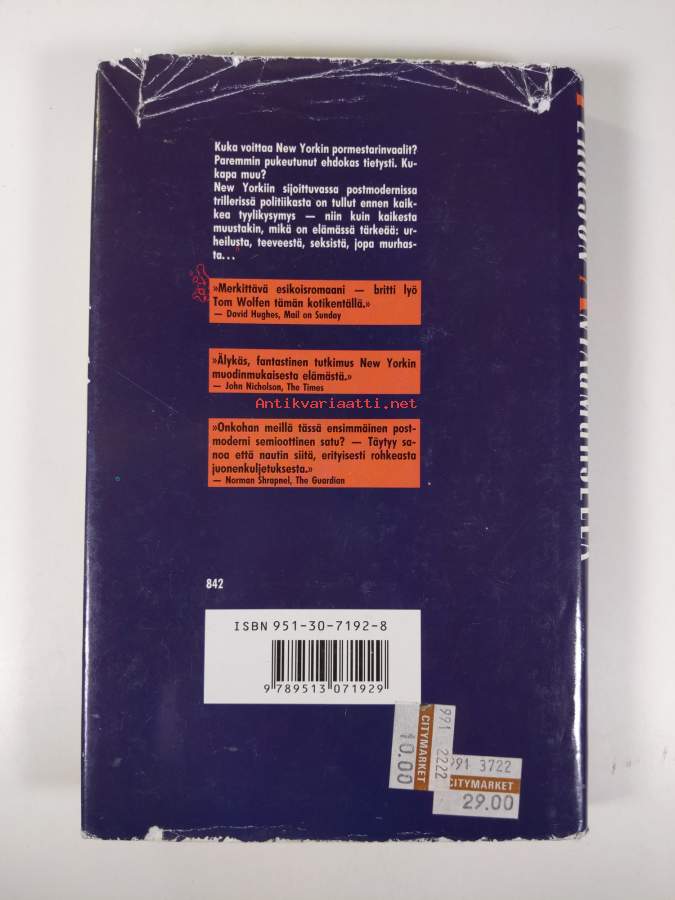 Kuka voittaa New Yorkin pormestarinvaalit?
Paremmin pukeutunut ehdokas tietysti. Ku-
kapa muu?
New Yorkiin sijoittuvassa postmodernissa
trillerissä politiikasta on tullut ennen kaik-
kea tyylikysymys — niin kuin kaikesta
muustakin, mikä on elämässä tärkeää: ur-
heilusta, teeveestä, seksistä, jopa murhas-
ta...
»Merkittävä esikoisromaani — britti lyö
Tom Wolfen tämän kotikentällä.»
— David Hughes, Mail on Sunday
»Älykäs, fantastinen tutkimus New Yorkin
muodinmukaisesta elämästä.»
— John Nicholson, The Times
Antikvariaatti.net
»Onkohan meillä tässä ensimmäinen post-
moderni semioottinen satu? — Täytyy sa-
noa että nautin siitä, erityisesti rohkeasta
juonenkuljetuksesta.»
— Norman Shrapnel, The Guardian
842
ISBN 951-30-7192-8
9 789513 071929
991 2222
CITYMARKET
10.00
991 3722
CITYMARKET
29.00